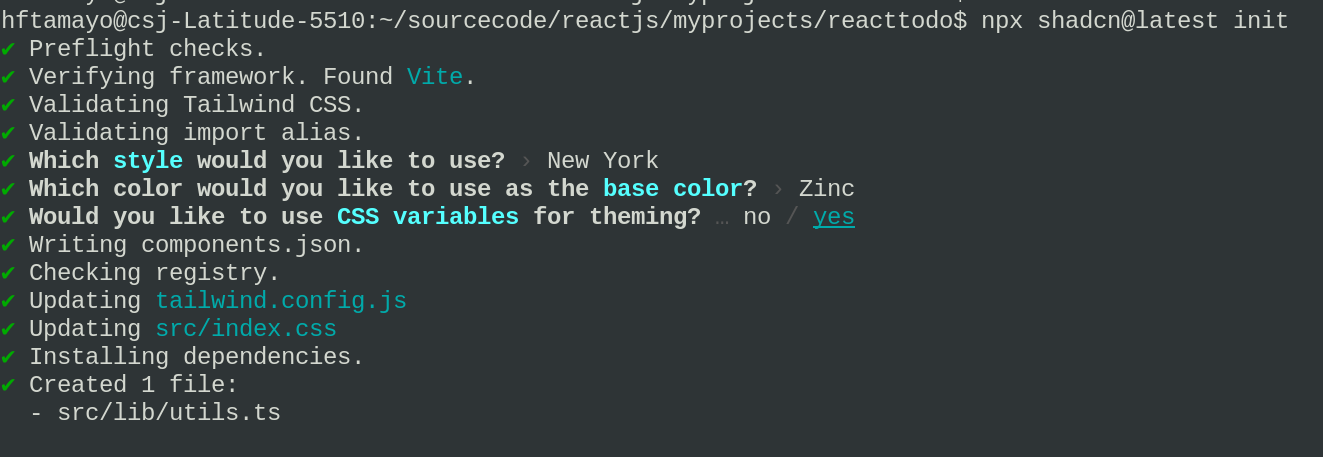 hftamayo@csj-Latitude-5510:~/sourcecode/reactjs/myprojects/reacttodo$ npx shadcn@latest init
✔ Preflight checks.
✔ Verifying framework. Found Vite.
✔ Validating Tailwind CSS.
✔ Validating import alias.
✔ Which style would you like to use? › New York
✔ Which color would you like to use as the base color? › Zinc
✔ Would you like to use CSS variables for theming? … no / yes
✔ Writing components.json.
✔ Checking registry.
✔ Updating tailwind.config.js
✔ Updating src/index.css
✔ Installing dependencies.
✔ Created 1 file:
  - src/lib/utils.ts